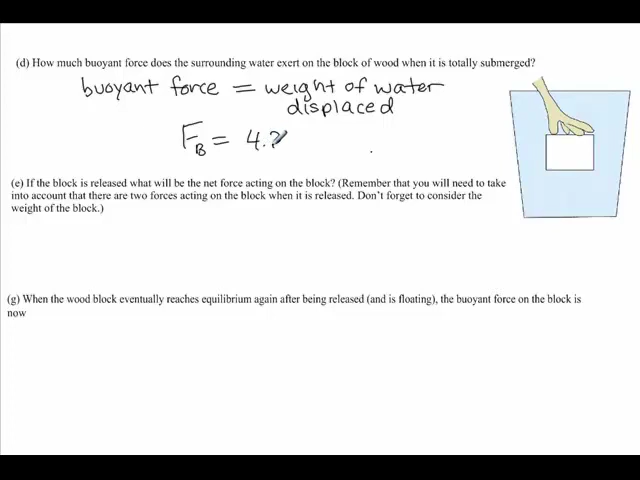 (d) How much buoyant force does the surrounding water exert on the block of wood when it is totally submerged?
buoyant force = weight of water
displaced
F_B = 4.
(e) If the block is released what will be the net force acting on the block? (Remember that you will need to take
into account that there are two forces acting on the block when it is released. Don't forget to consider the
weight of the block.)
(g) When the wood block eventually reaches equilibrium again after being released (and is floating), the buoyant force on the block is
now